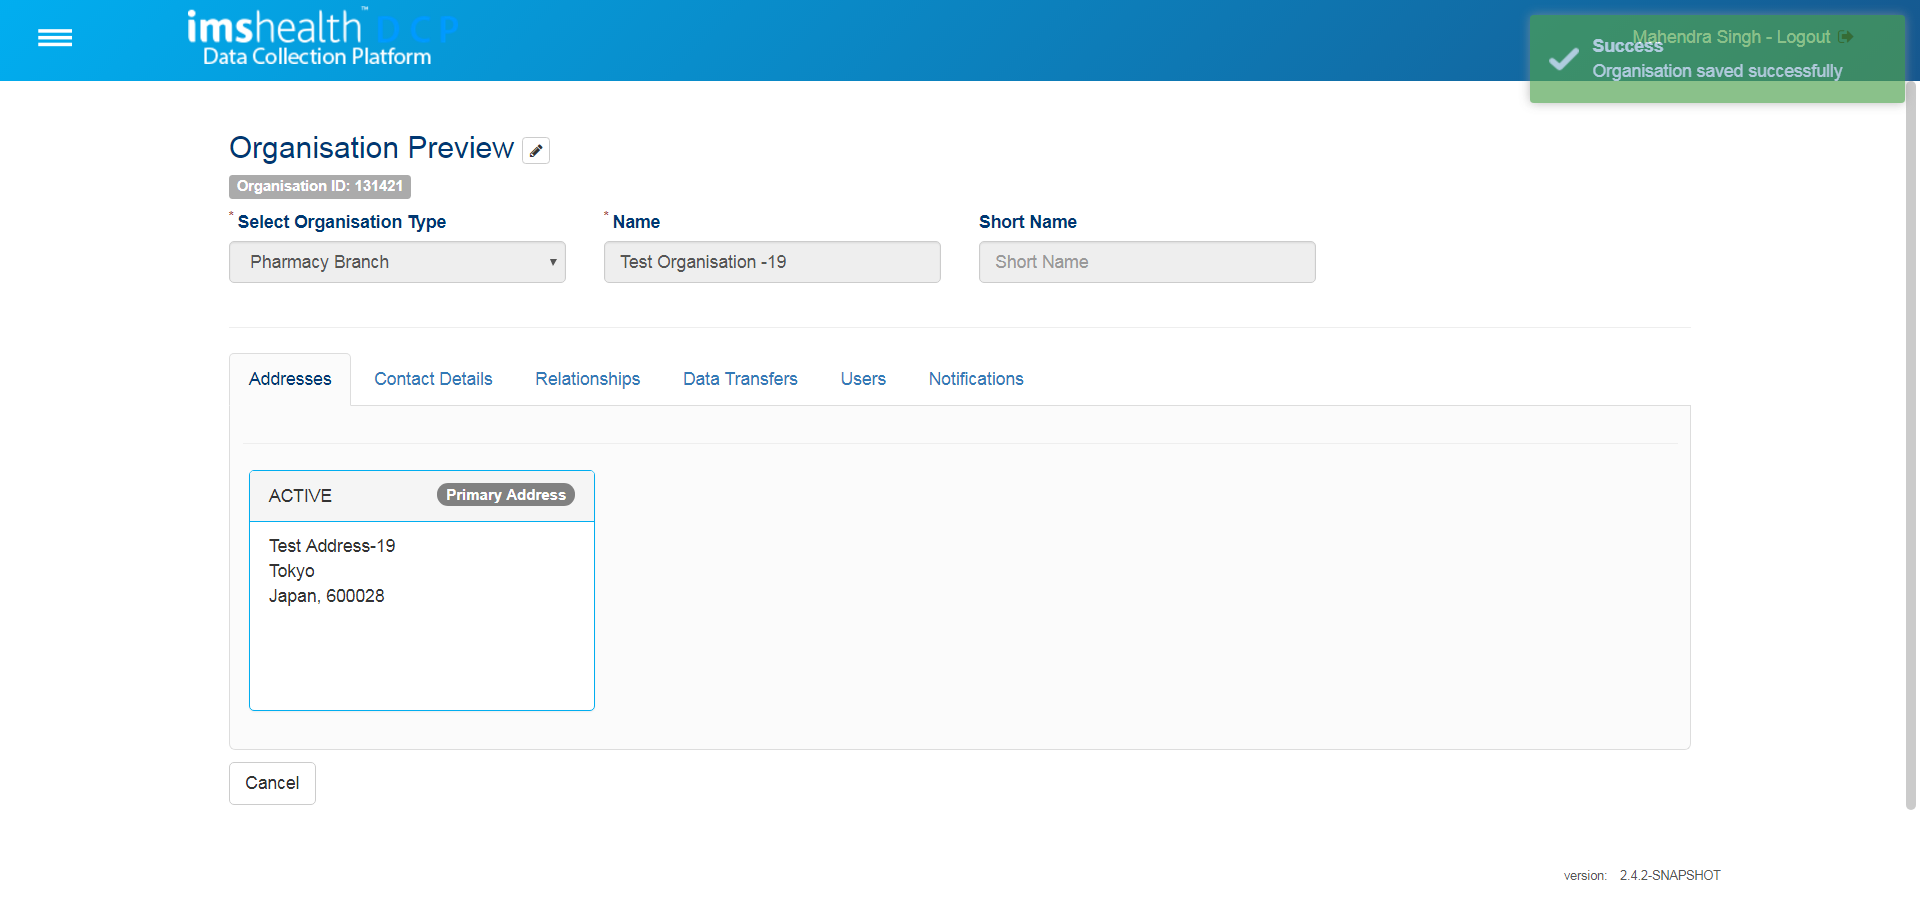 imshealth™ DCP
Data Collection Platform
Mahendra Singh - Logout
Success
Organisation saved successfully
Organisation Preview
Organisation ID: 131421
* Select Organisation Type
* Name
Short Name
Pharmacy Branch
Test Organisation -19
Short Name
Addresses
Contact Details
Relationships
Data Transfers
Users
Notifications
ACTIVE
Primary Address
Test Address-19
Tokyo
Japan, 600028
Cancel
version: 2.4.2-SNAPSHOT